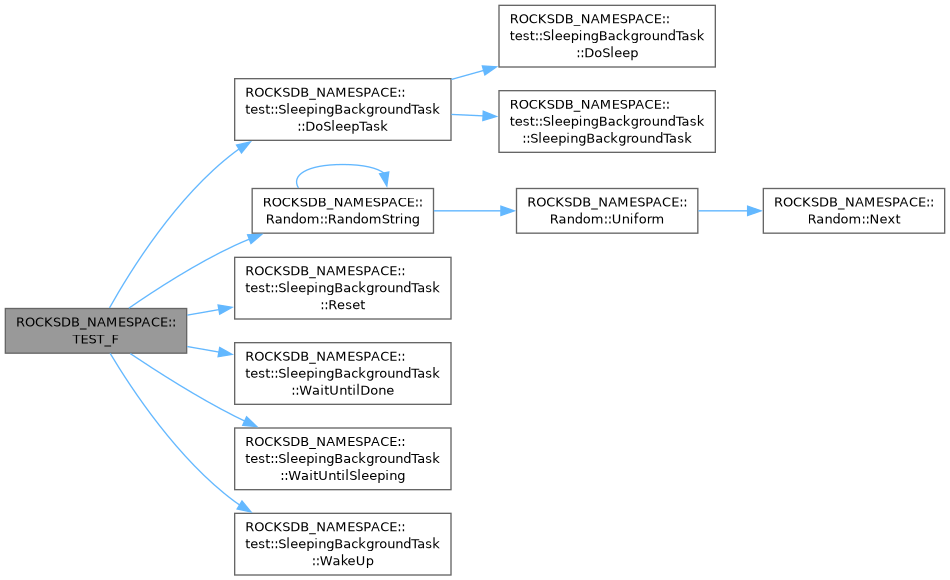 ROCKSDB_NAMESPACE::
test::SleepingBackgroundTask
::DoSleep
ROCKSDB_NAMESPACE::
test::SleepingBackgroundTask
::DoSleepTask
ROCKSDB_NAMESPACE::
test::SleepingBackgroundTask
::SleepingBackgroundTask
ROCKSDB_NAMESPACE::
Random::RandomString
ROCKSDB_NAMESPACE::
Random::Uniform
ROCKSDB_NAMESPACE::
Random::Next
ROCKSDB_NAMESPACE::
test::SleepingBackgroundTask
::Reset
ROCKSDB_NAMESPACE::
TEST_F
ROCKSDB_NAMESPACE::
test::SleepingBackgroundTask
::WaitUntilDone
ROCKSDB_NAMESPACE::
test::SleepingBackgroundTask
::WaitUntilSleeping
ROCKSDB_NAMESPACE::
test::SleepingBackgroundTask
::WakeUp